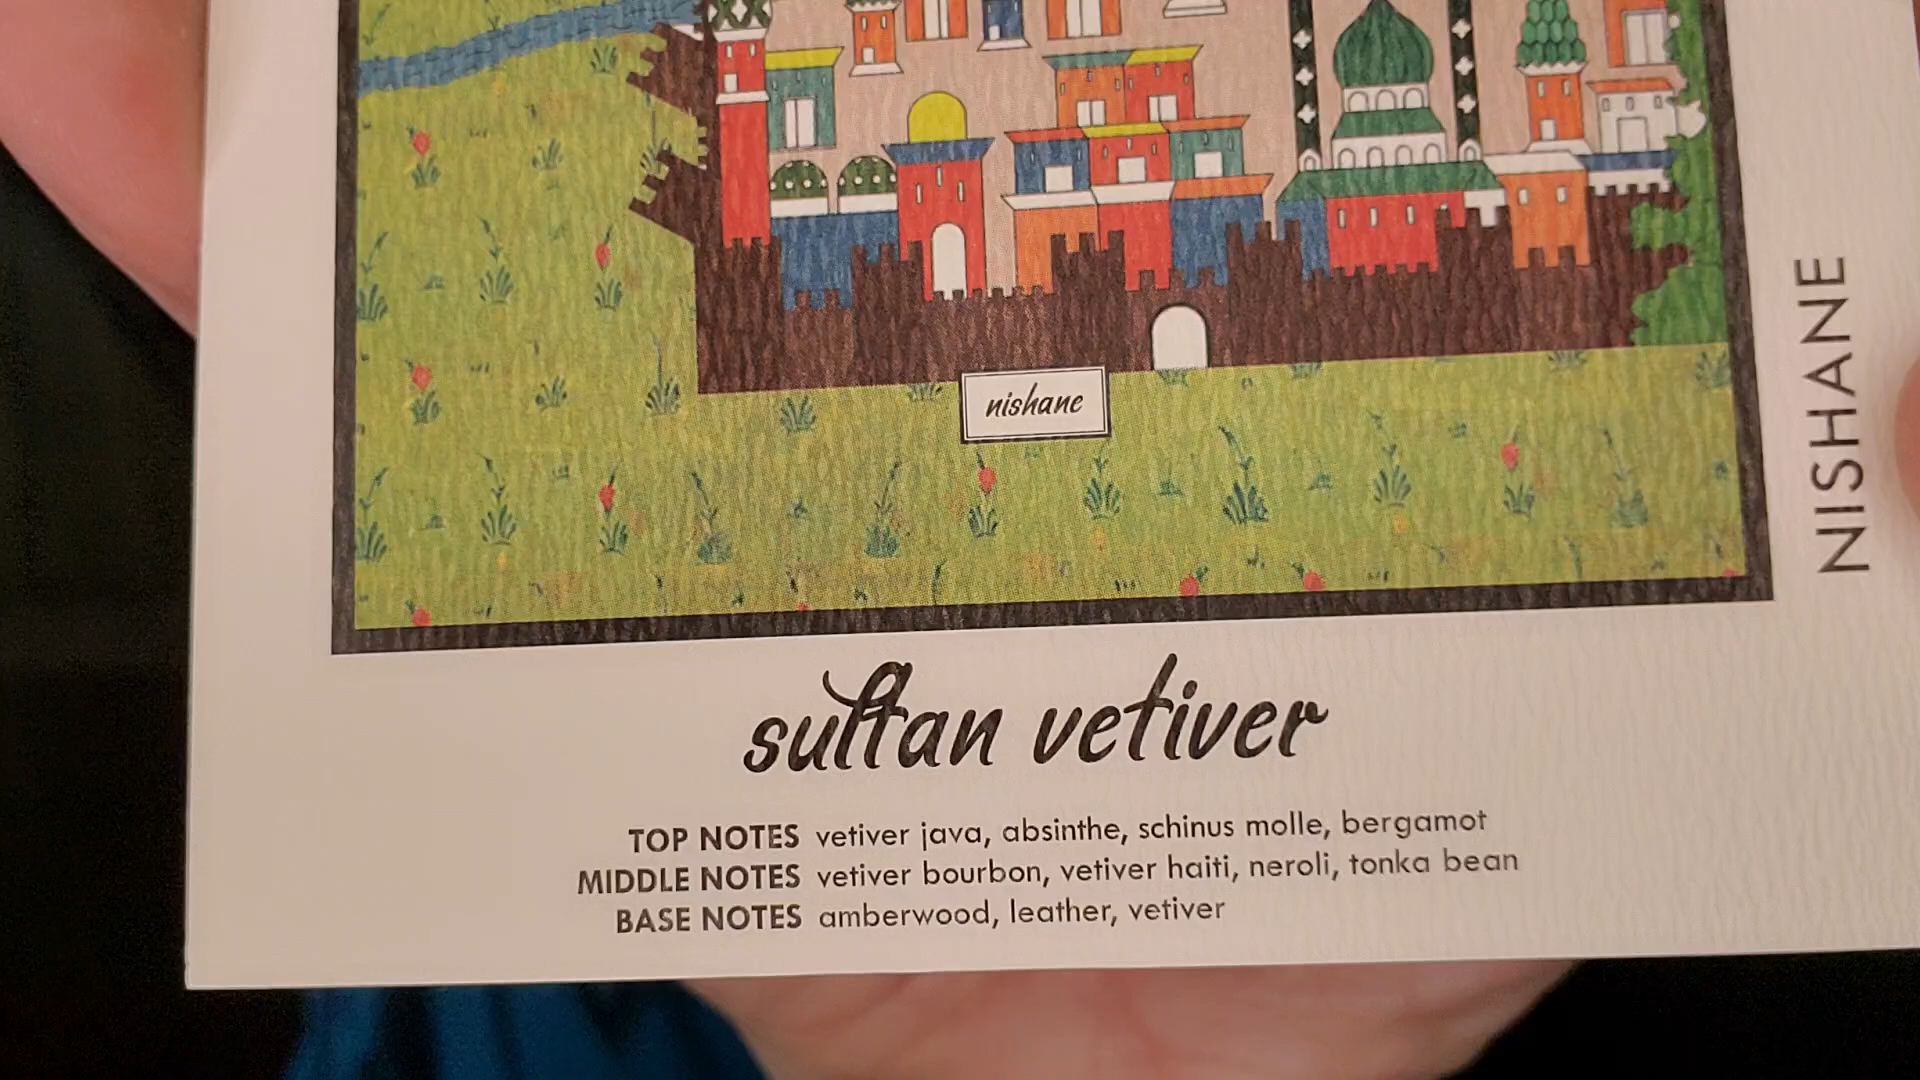 nishane
NISHANE
sultan vetiver
TOP NOTES vetiver java, absinthe, schinus molle, bergamot
MIDDLE NOTES vetiver bourbon, vetiver haiti, neroli, tonka bean
BASE NOTES amberwood, leather, vetiver